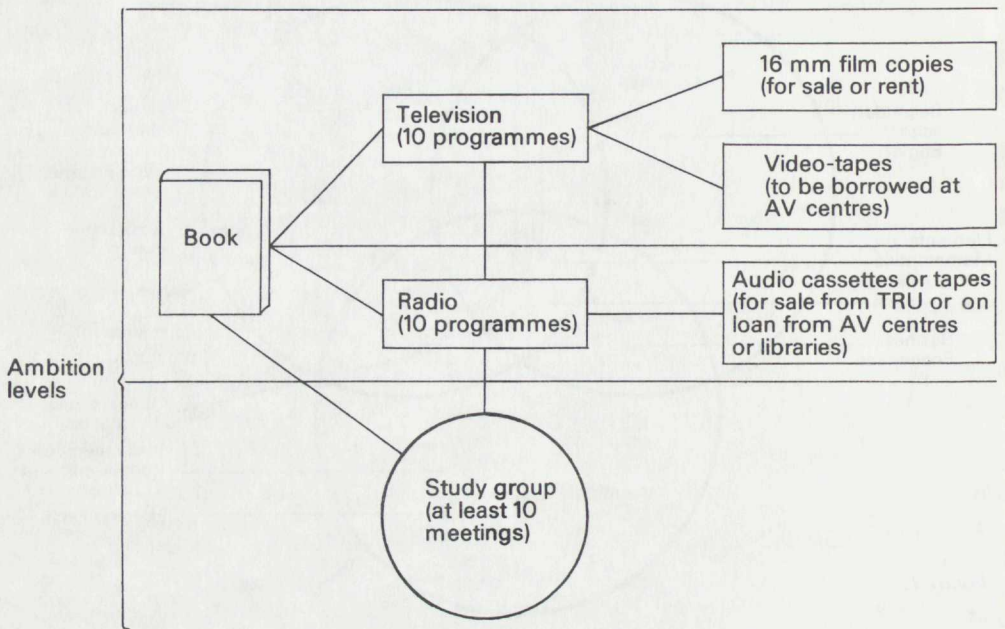 16 mm film copies
(for sale or rent)
Television
(10 programmes)
Video-tapes
(to be borrowed at
AV centres)
Book
Radio
(10 programmes)
Audio cassettes or tapes
(for sale from TRU or on
loan from AV centres
or libraries)
Ambition
levels
Study group
(at least 10
meetings)